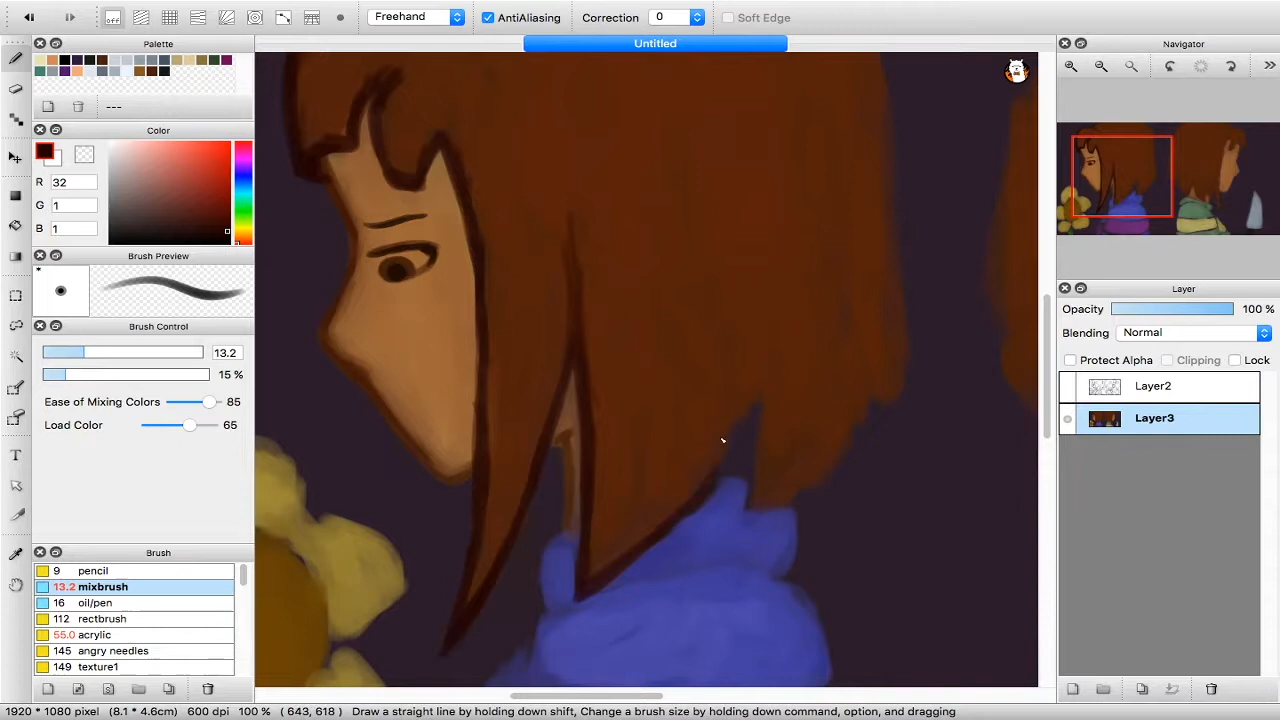 off Freehand AntiAliasing Correction 0 Soft Edge
Palette
---
Color
R 32
G 1
B 1
Brush Preview
*
Brush Control
13.2
15 %
Ease of Mixing Colors 85
Load Color 65
Brush
9 pencil
13.2 mixbrush
16 oil/pen
112 rectbrush
55.0 acrylic
145 angry needles
149 texture1
Untitled
Navigator
Layer
Opacity 100 %
Blending Normal
Protect Alpha Clipping Lock
Layer2
Layer3
1920 * 1080 pixel (8.1 * 4.6cm) 600 dpi 100 % ( 643, 618 ) Draw a straight line by holding down shift, Change a brush size by holding down command, option, and dragging